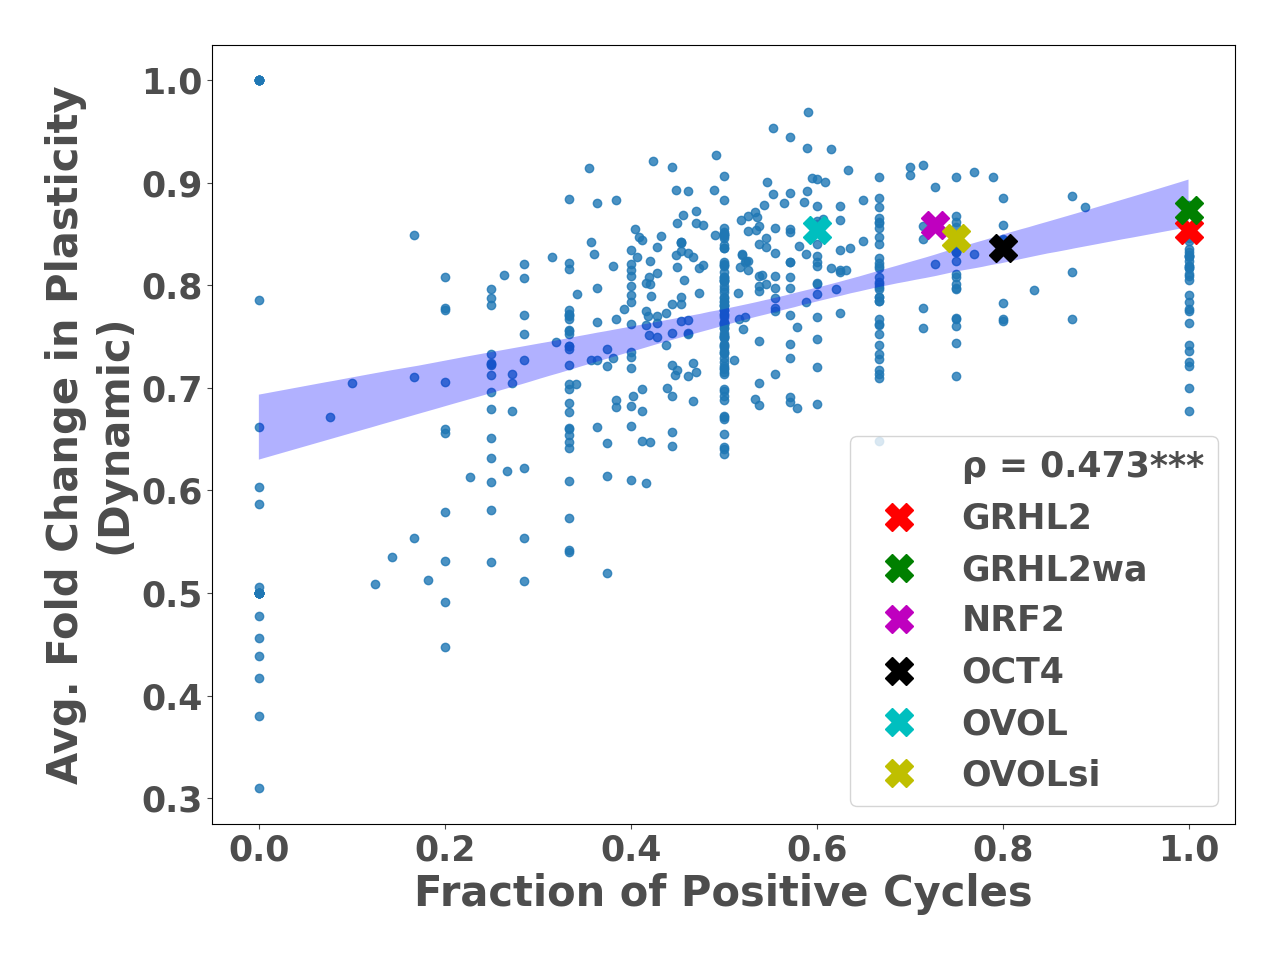 Avg. Fold Change in Plasticity
(Dynamic)
1.0
0.9
0.8
0.7
0.6
0.5
0.4
0.3
ρ = 0.473***
GRHL2
GRHL2wa
NRF2
OCT4
OVOL
OVOLsi
0.0 0.2 0.4 0.6 0.8 1.0
Fraction of Positive Cycles